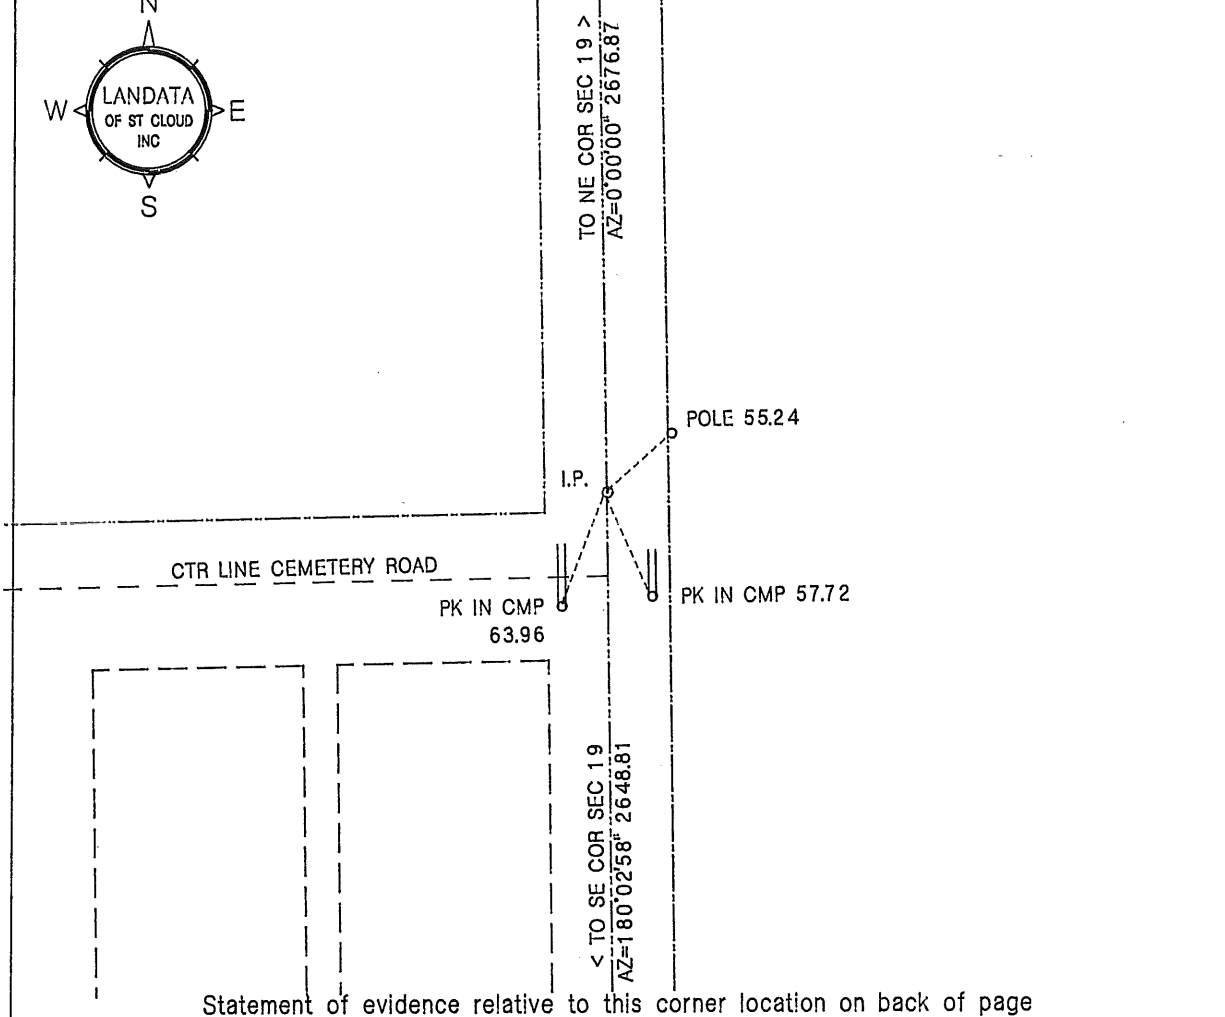 N
W
E
S
LANDATA
OF ST CLOUD
INC
TO NE COR SEC 19 >
AZ=0°00'00" 2676.87
POLE 55.24
I.P.
CTR LINE CEMETERY ROAD
PK IN CMP
63.96
PK IN CMP 57.72
< TO SE COR SEC 19
AZ=180°02'58" 2648.81
Statement of evidence relative to this corner location on back of page